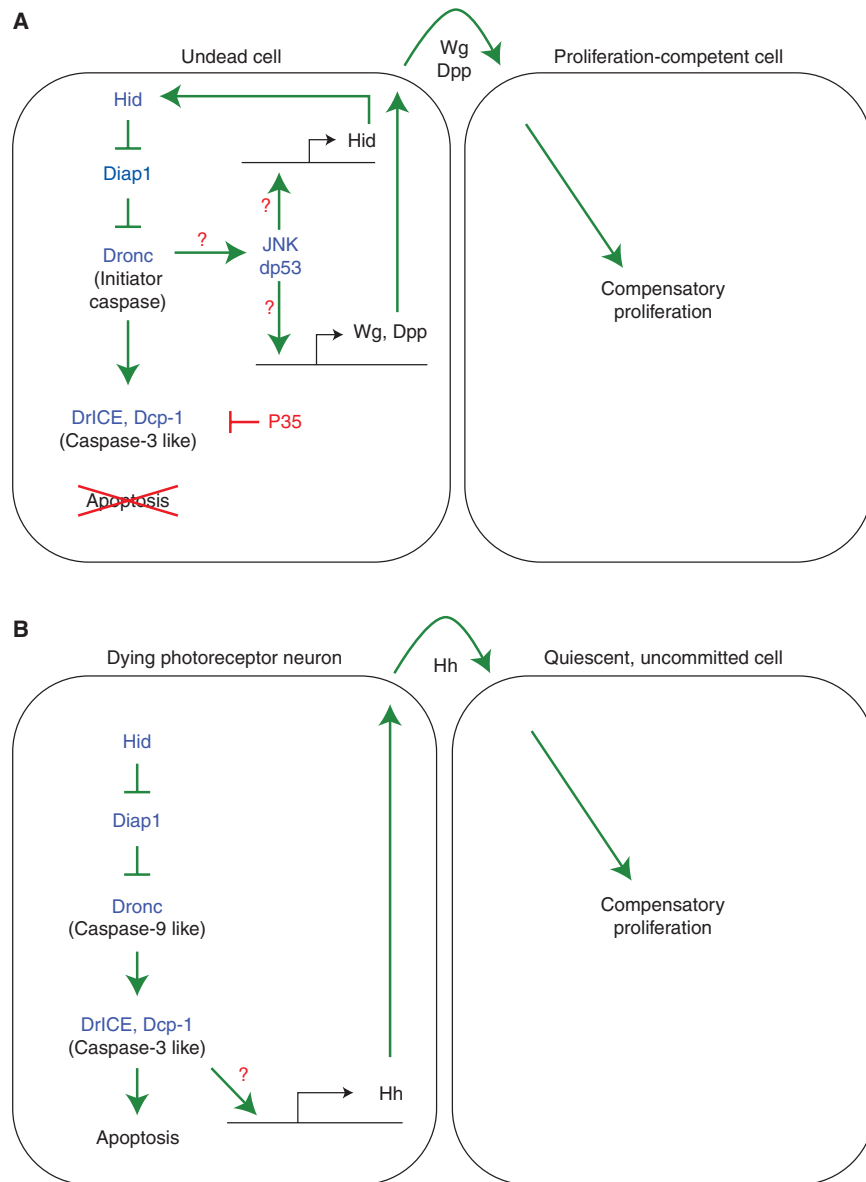 A
Undead cell
Wg
Dpp
Proliferation-competent cell
Hid
Hid
Diap1
?
Dronc
(Initiator
caspase)
?
JNK
dp53
?
Wg, Dpp
Compensatory
proliferation
DrICE, Dcp-1
(Caspase-3 like)
P35
Apoptosis
B
Dying photoreceptor neuron
Hh
Quiescent, uncommitted cell
Hid
Diap1
Dronc
(Caspase-9 like)
Compensatory
proliferation
DrICE, Dcp-1
(Caspase-3 like)
?
Hh
Apoptosis